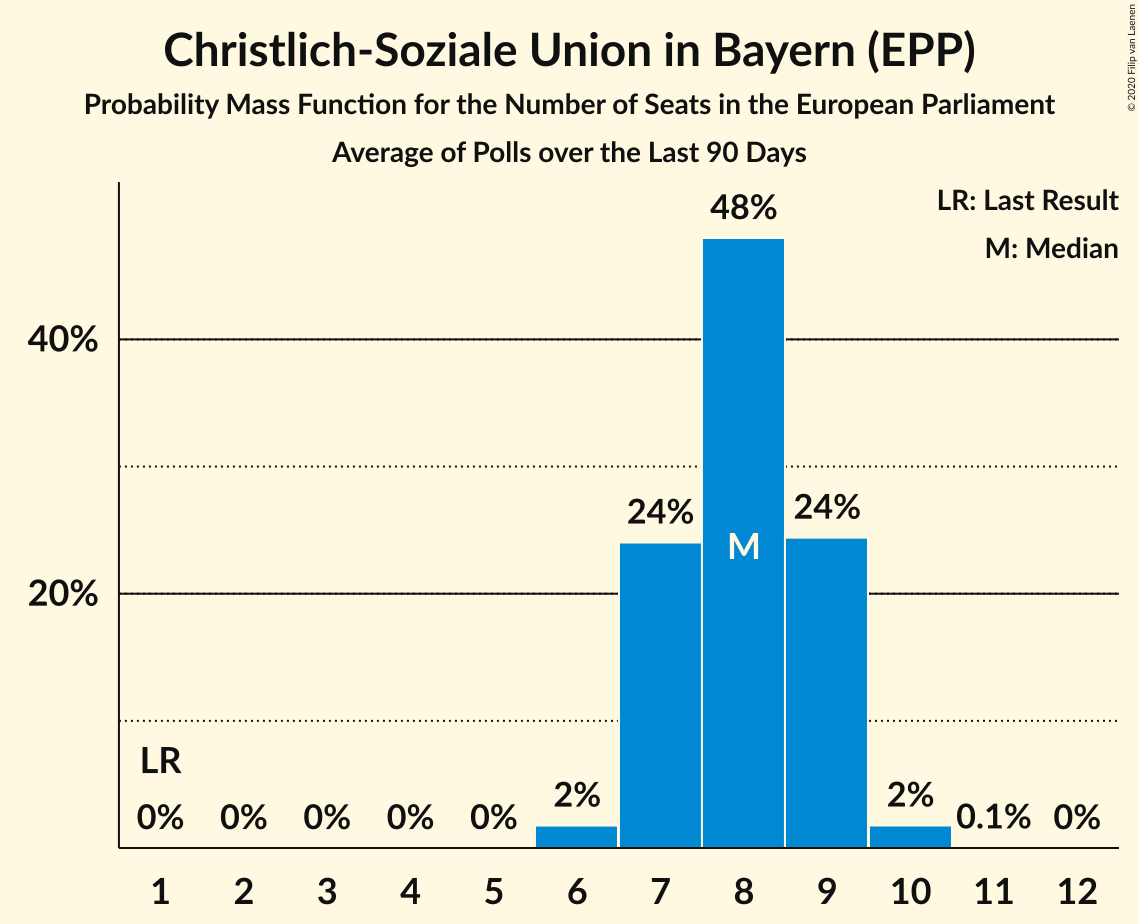 Christlich-Soziale Union in Bayern (EPP)
Probability Mass Function for the Number of Seats in the European Parliament
Average of Polls over the Last 90 Days
© 2020 Filip van Laenen
LR: Last Result
M: Median
48%
40%
24% 24%
M
20%
LR
0% 0% 0% 0% 0% 2% 2% 0.1% 0%
1 2 3 4 5 6 7 8 9 10 11 12